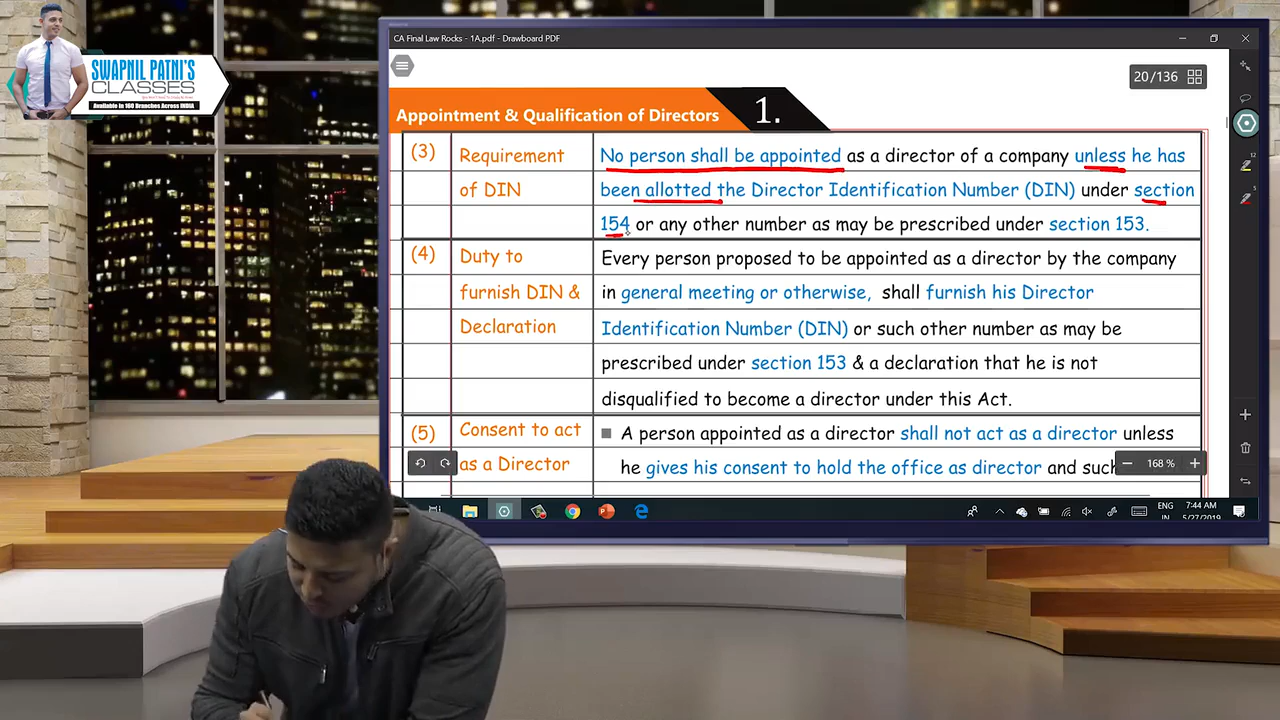 SWAPNIL PATNI'S
CLASSES
Available in 160 Branches Across INDIA
CA Final Law Rocks - 1A.pdf - Drawboard PDF
20/136
Appointment & Qualification of Directors 1.
(3) Requirement of DIN
No person shall be appointed as a director of a company unless he has
been allotted the Director Identification Number (DIN) under section
154 or any other number as may be prescribed under section 153.
(4) Duty to furnish DIN & Declaration
Every person proposed to be appointed as a director by the company
in general meeting or otherwise, shall furnish his Director
Identification Number (DIN) or such other number as may be
prescribed under section 153 & a declaration that he is not
disqualified to become a director under this Act.
(5) Consent to act as a Director
■ A person appointed as a director shall not act as a director unless
he gives his consent to hold the office as director and such
168 %
ENG
IN
7:44 AM
5/27/2019